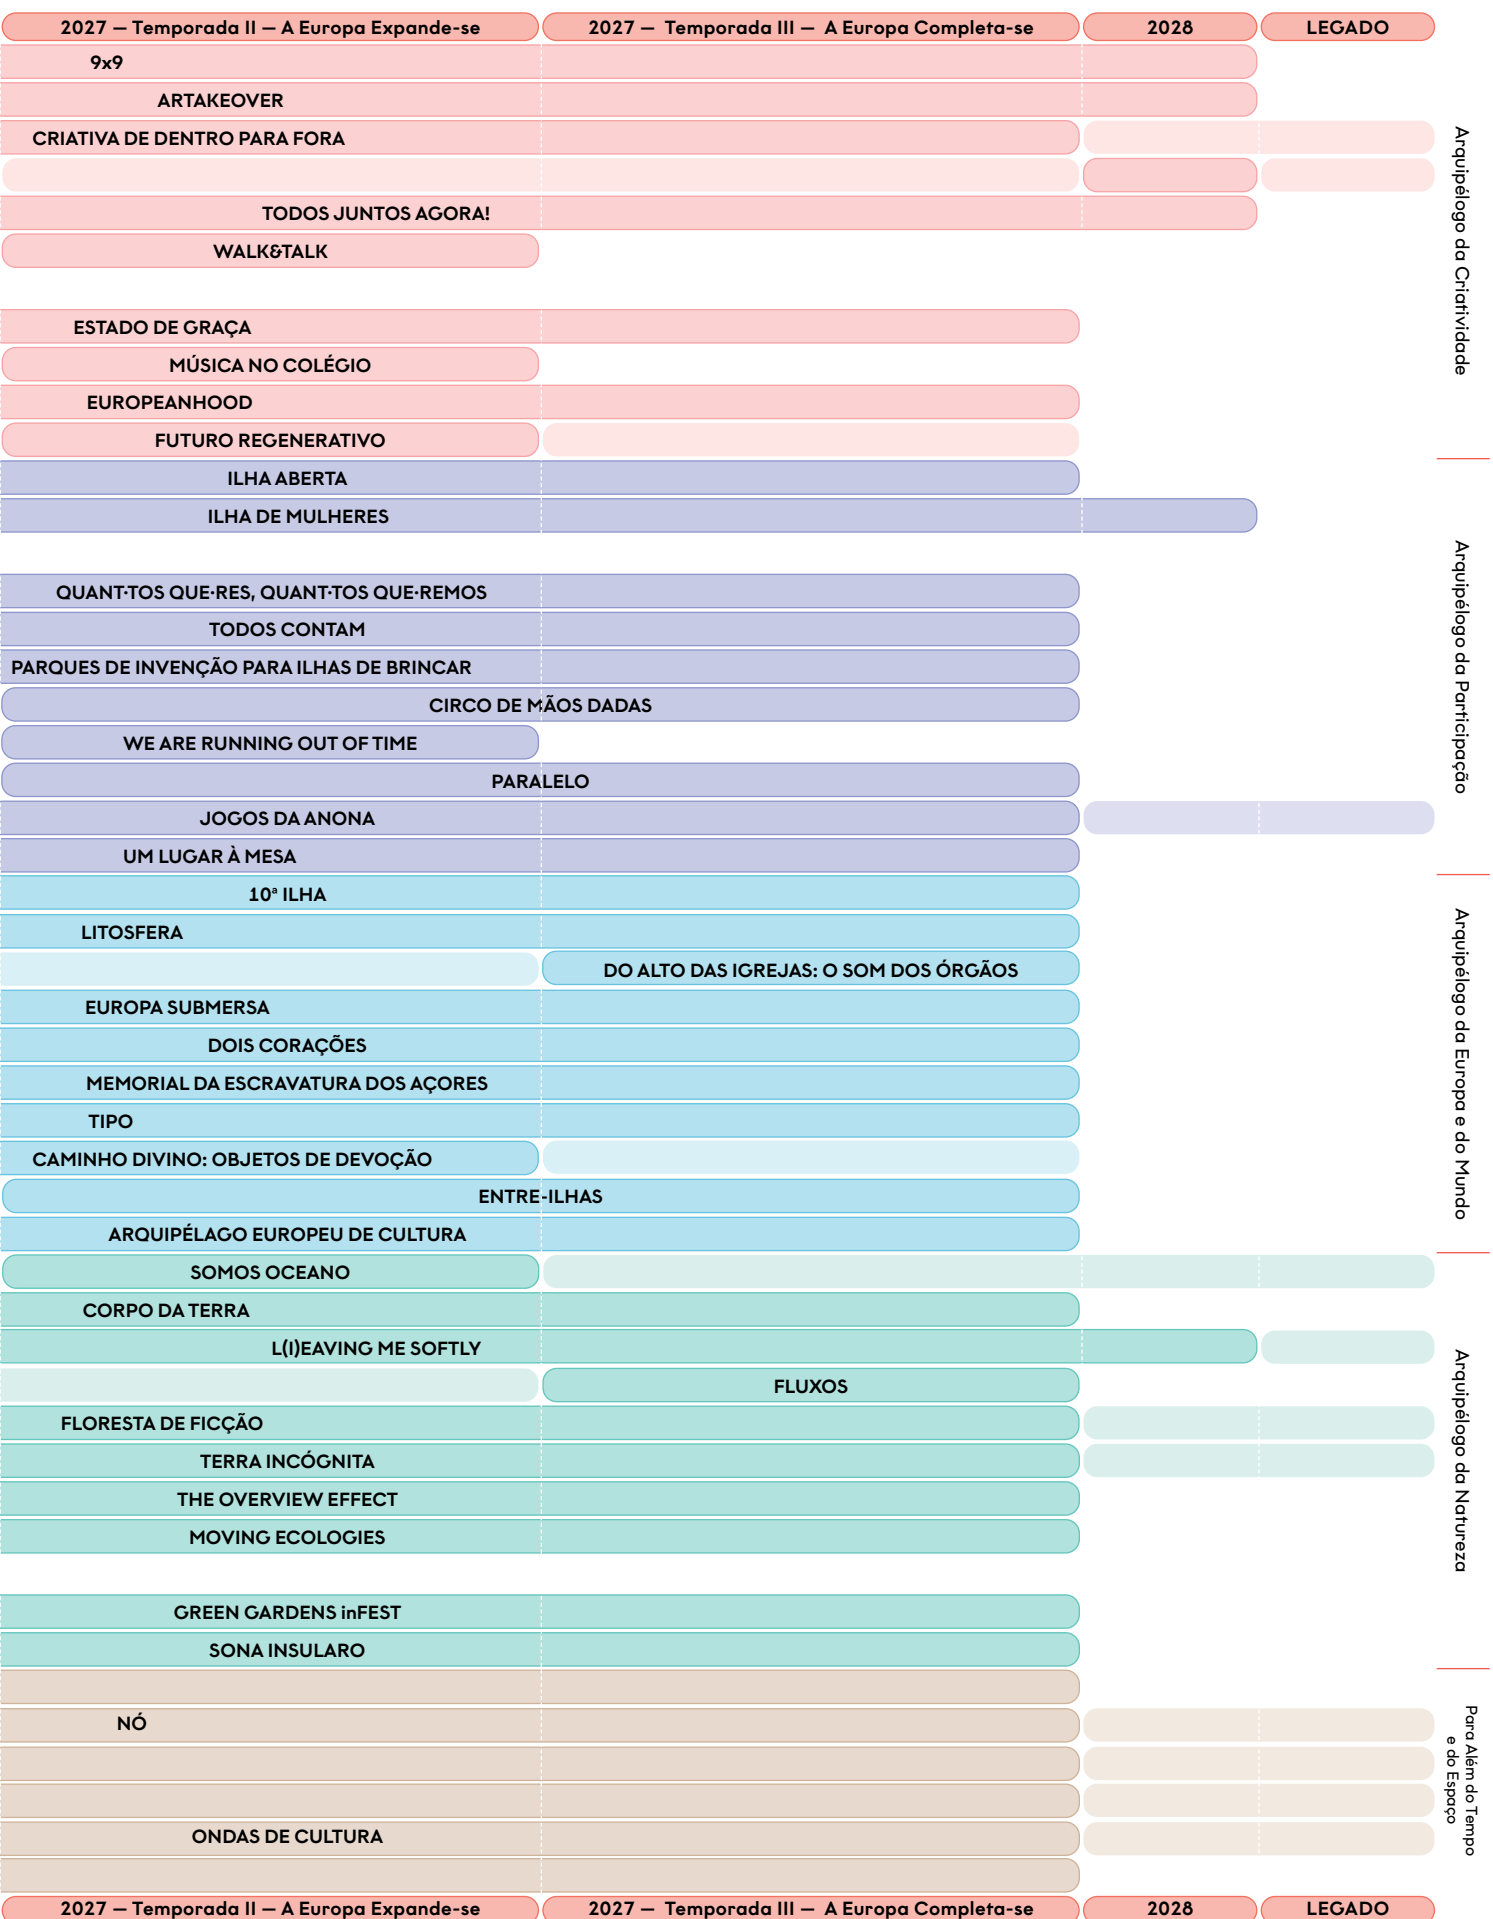 2027 — Temporada II — A Europa Expande-se
2027 — Temporada III — A Europa Completa-se
2028
LEGADO
9x9
ARTAKEOVER
CRIATIVA DE DENTRO PARA FORA
TODOS JUNTOS AGORA!
WALK&TALK
ESTADO DE GRAÇA
MÚSICA NO COLÉGIO
EUROPEANHOOD
FUTURO REGENERATIVO
Arquipélogo da Criatividade
ILHA ABERTA
ILHA DE MULHERES
QUANT·TOS QUE·RES, QUANT·TOS QUE·REMOS
TODOS CONTAM
PARQUES DE INVENÇÃO PARA ILHAS DE BRINCAR
CIRCO DE MÃOS DADAS
WE ARE RUNNING OUT OF TIME
PARALELO
JOGOS DA ANONA
UM LUGAR À MESA
Arquipélogo da Participação
10ª ILHA
LITOSFERA
DO ALTO DAS IGREJAS: O SOM DOS ÓRGÃOS
EUROPA SUBMERSA
DOIS CORAÇÕES
MEMORIAL DA ESCRAVATURA DOS AÇORES
TIPO
CAMINHO DIVINO: OBJETOS DE DEVOÇÃO
ENTRE-ILHAS
ARQUIPÉLAGO EUROPEU DE CULTURA
Arquipélogo da Europa e do Mundo
SOMOS OCEANO
CORPO DA TERRA
L(I)EAVING ME SOFTLY
FLUXOS
FLORESTA DE FICÇÃO
TERRA INCÓGNITA
THE OVERVIEW EFFECT
MOVING ECOLOGIES
GREEN GARDENS inFEST
SONA INSULARO
Arquipélogo da Natureza
NÓ
ONDAS DE CULTURA
Para Além do Tempo
e do Espaço
2027 — Temporada II — A Europa Expande-se
2027 — Temporada III — A Europa Completa-se
2028
LEGADO